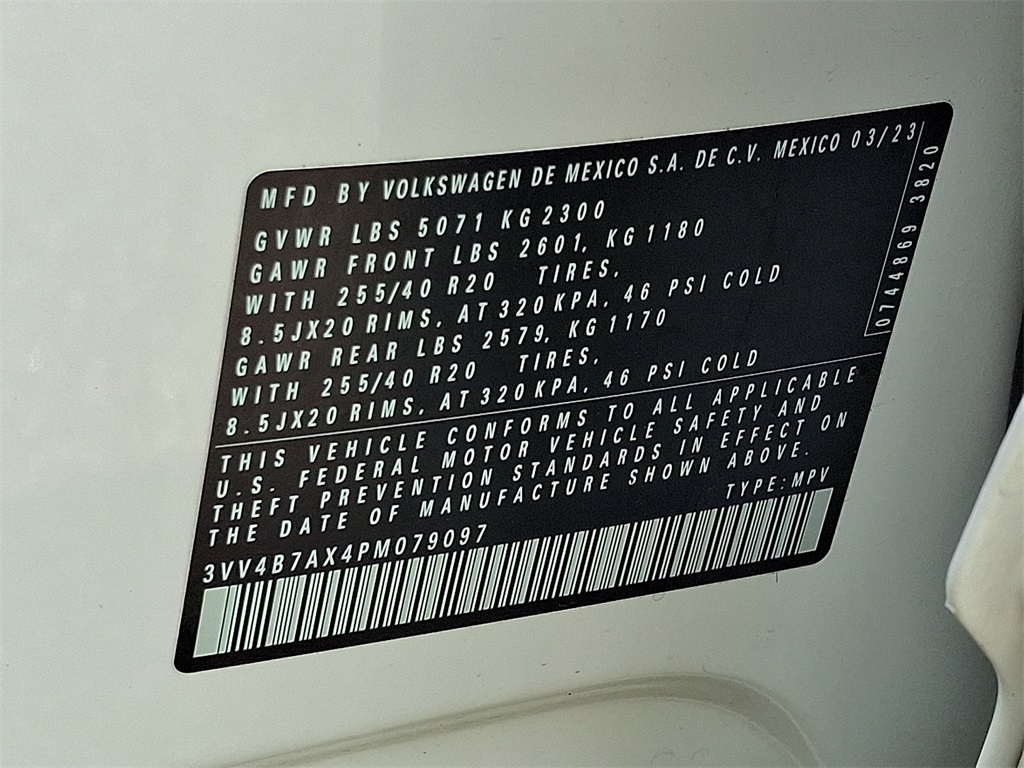 MFD BY VOLKSWAGEN DE MEXICO S.A. DE C.V. MEXICO 03/23
GVWR LBS 5071 KG 2300
GAWR FRONT LBS 2601, KG 1180
WITH 255/40 R20 TIRES,
8.5JX20 RIMS, AT 320 KPA, 46 PSI COLD
GAWR REAR LBS 2579, KG 1170
WITH 255/40 R20 TIRES,
8.5JX20 RIMS, AT 320 KPA, 46 PSI COLD
0744869 3820
THIS VEHICLE CONFORMS TO ALL APPLICABLE
U.S. FEDERAL MOTOR VEHICLE SAFETY AND
THEFT PREVENTION STANDARDS IN EFFECT ON
THE DATE OF MANUFACTURE SHOWN ABOVE.
3VV4B7AX4PM079097 TYPE: MPV